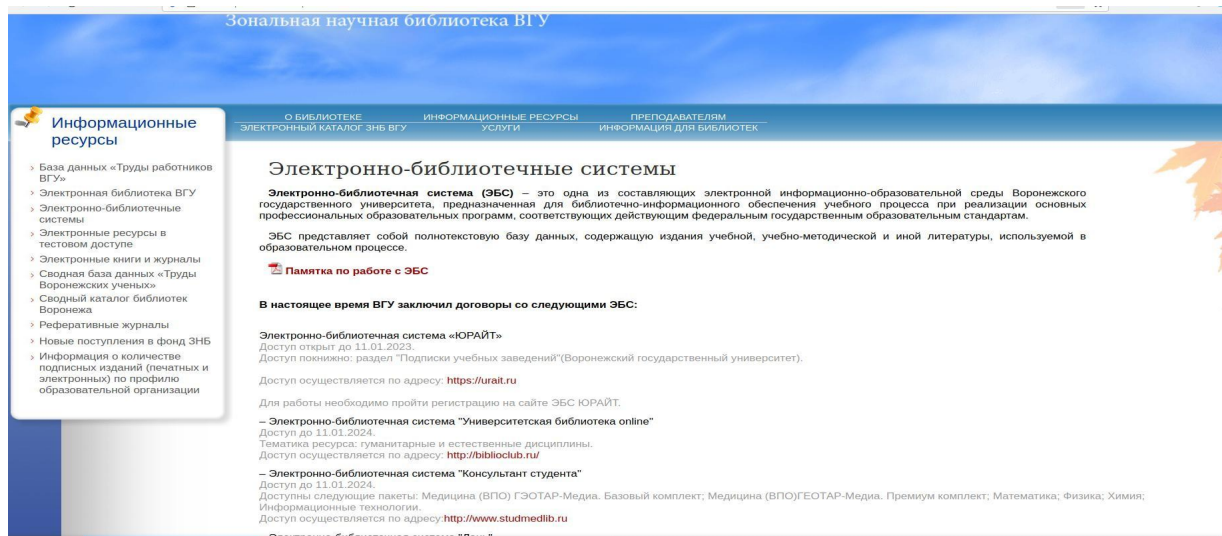 Зональная научная библиотека ВГУ
О БИБЛИОТЕКЕ ИНФОРМАЦИОННЫЕ РЕСУРСЫ ПРЕПОДАВАТЕЛЯМ
ЭЛЕКТРОННЫЙ КАТАЛОГ ЗНБ ВГУ УСЛУГИ ИНФОРМАЦИЯ ДЛЯ БИБЛИОТЕК
Информационные
ресурсы
База данных «Труды работников
ВГУ»
Электронная библиотека ВГУ
Электронно-библиотечные
системы
Электронные ресурсы в
тестовом доступе
Электронные книги и журналы
Сводная база данных «Труды
Воронежских ученых»
Сводный каталог библиотек
Воронежа
Реферативные журналы
Новые поступления в фонд ЗНБ
Информация о количестве
подписных изданий (печатных и
электронных) по профилю
образовательной организации
Электронно-библиотечные системы
Электронно-библиотечная система (ЭБС) – это одна из составляющих электронной информационно-образовательной среды Воронежского
государственного университета, предназначенная для библиотечно-информационного обеспечения учебного процесса при реализации основных
профессиональных образовательных программ, соответствующих действующим федеральным государственным образовательным стандартам.
ЭБС представляет собой полнотекстовую базу данных, содержащую издания учебной, учебно-методической и иной литературы, используемой в
образовательном процессе.
Памятка по работе с ЭБС
В настоящее время ВГУ заключил договоры со следующими ЭБС:
Электронно-библиотечная система «ЮРАЙТ»
Доступ открыт до 11.01.2023.
Доступ покнижно: раздел "Подписки учебных заведений"(Воронежский государственный университет).
Доступ осуществляется по адресу: https://urait.ru
Для работы необходимо пройти регистрацию на сайте ЭБС ЮРАЙТ.
– Электронно-библиотечная система "Университетская библиотека online"
Доступ до 11.01.2024.
Тематика ресурса: гуманитарные и естественные дисциплины.
Доступ осуществляется по адресу: http://biblioclub.ru/
– Электронно-библиотечная система "Консультант студента"
Доступ до 11.01.2024.
Доступны следующие пакеты: Медицина (ВПО) ГЭОТАР-Медиа. Базовый комплект; Медицина (ВПО)ГЕОТАР-Медиа. Премиум комплект; Математика; Физика; Химия;
Информационные технологии.
Доступ осуществляется по адресу:http://www.studmedlib.ru